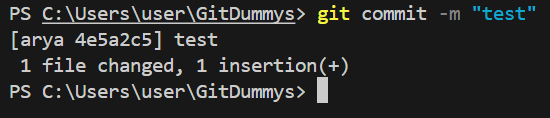 PS C:\Users\user\GitDummys> git commit -m "test"
[arya 4e5a2c5] test
 1 file changed, 1 insertion(+)
PS C:\Users\user\GitDummys>